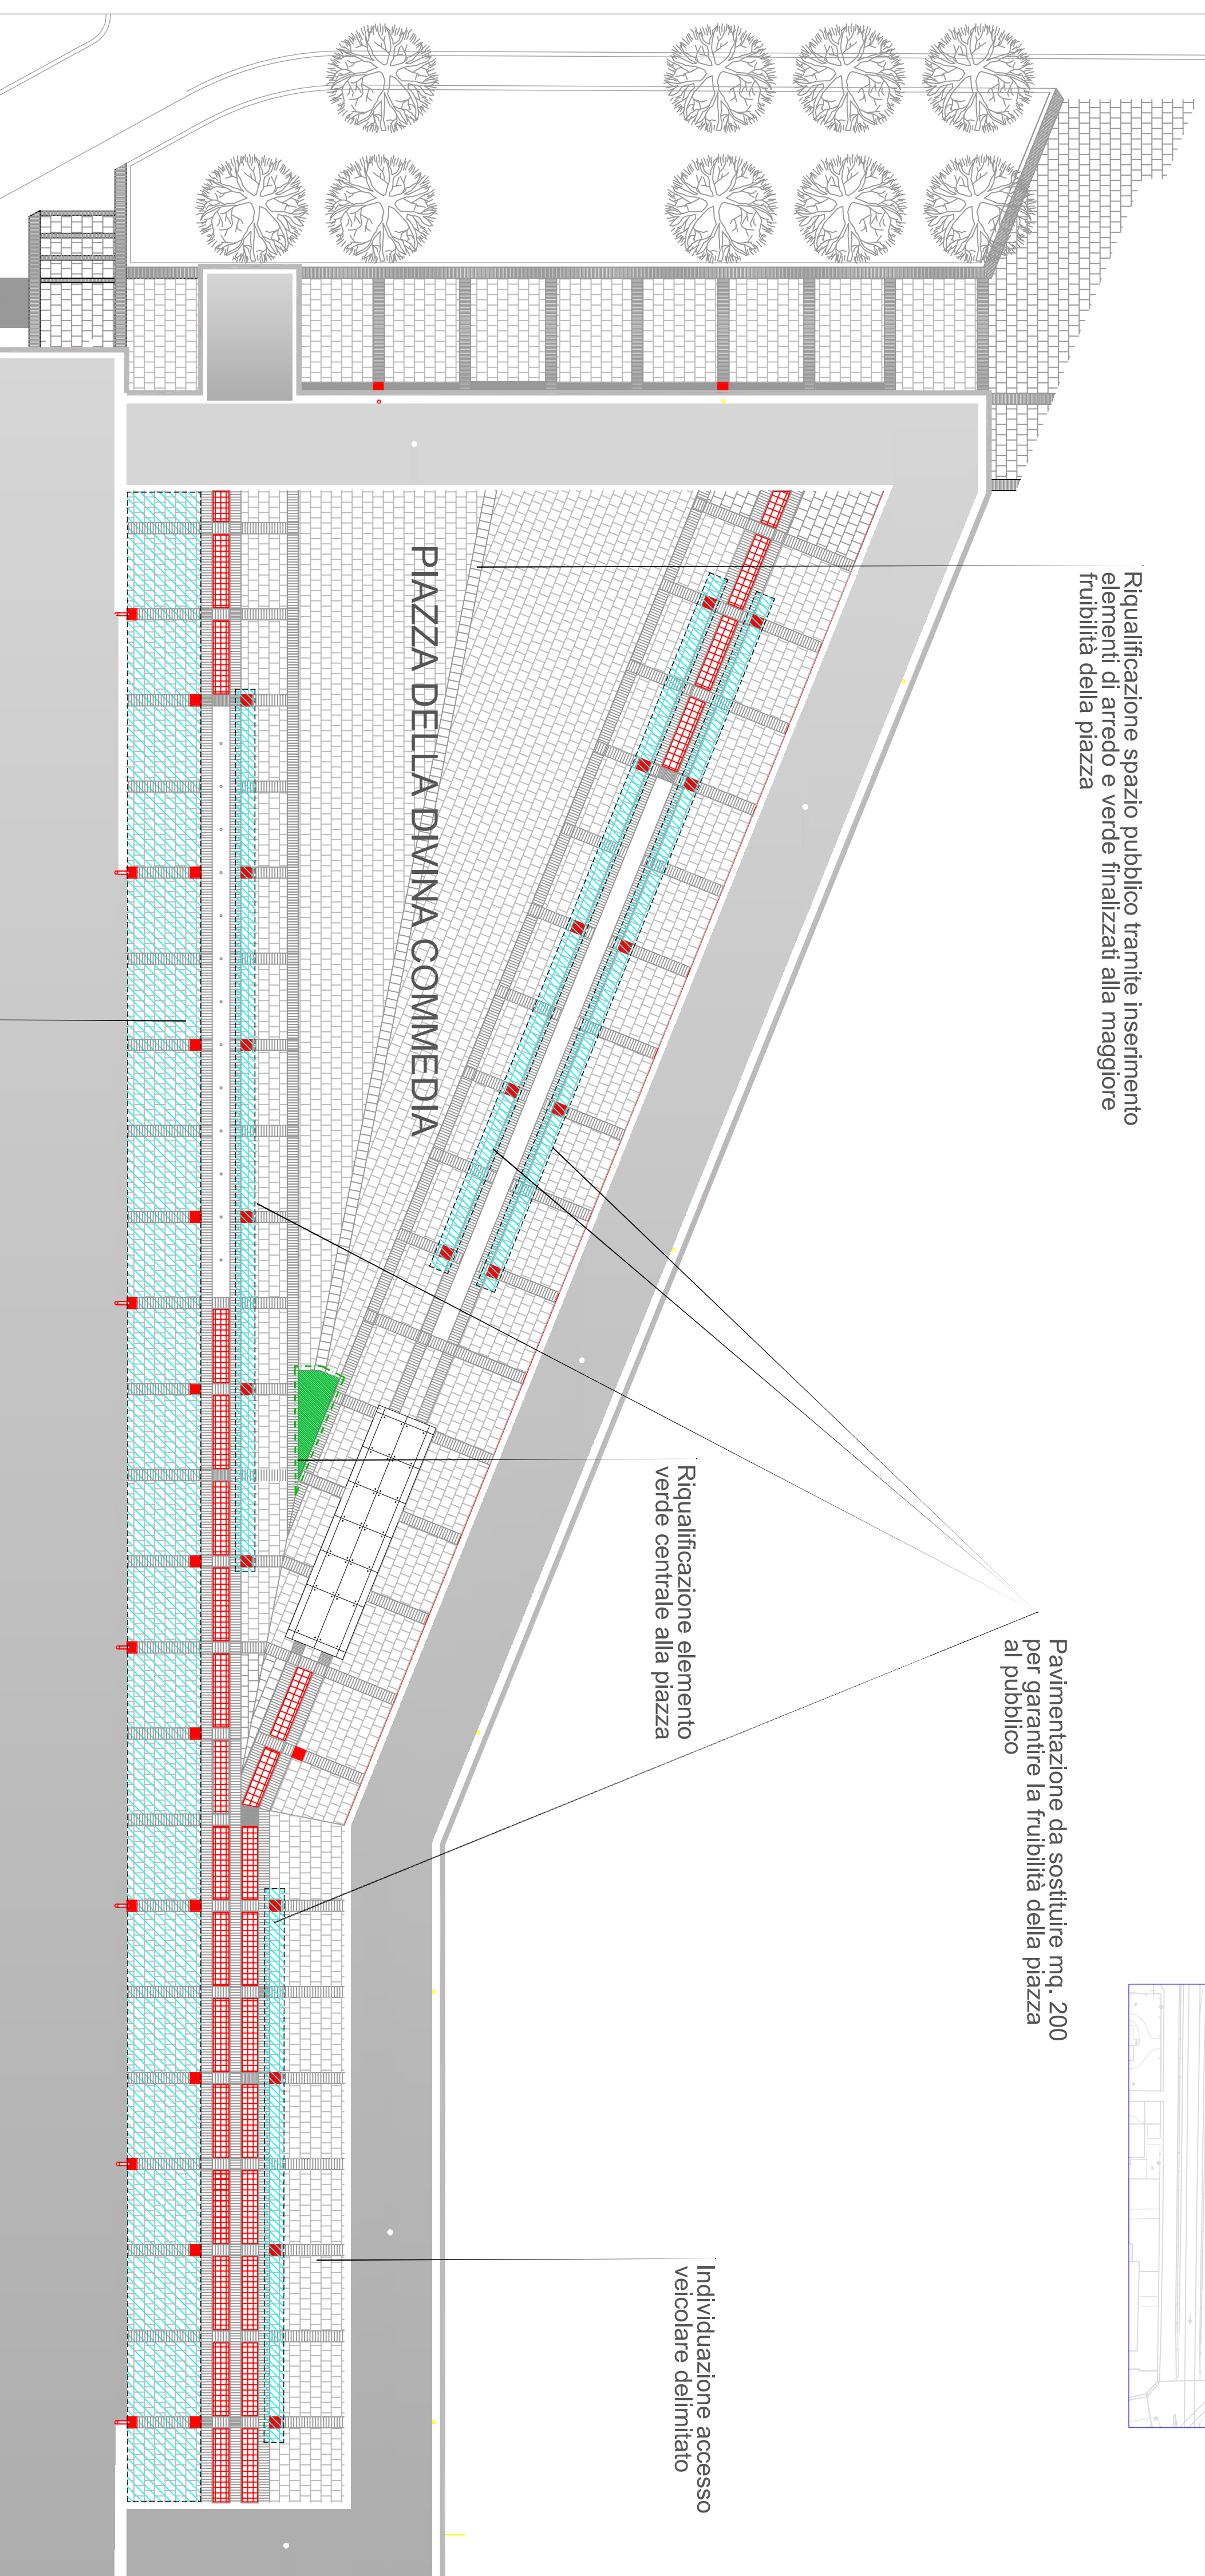 Riqualificazione spazio pubblico tramite inserimento
elementi di arredo e verde finalizzati alla maggiore
fruibilità della piazza
PIAZZA DELLA DIVINA COMMEDIA
Riqualificazione elemento
verde centrale alla piazza
Pavimentazione da sostituire mq. 200
per garantire la fruibilità della piazza
al pubblico
Individuazione accesso
veicolare delimitato